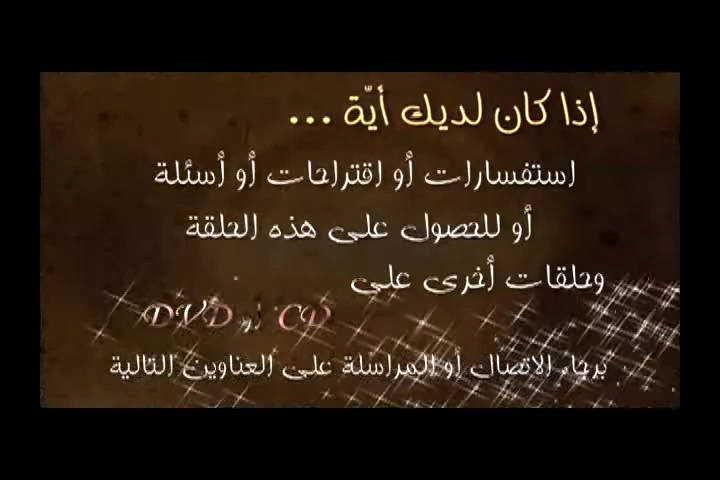 إذا كان لديك أيّة ...
استفسارات أو اقتراحات أو أسئلة
أو للحصول على هذه الحلقة
وحلقات أخرى على
CD أو DVD
برجاء الاتصال أو المراسلة على العناوين التالية